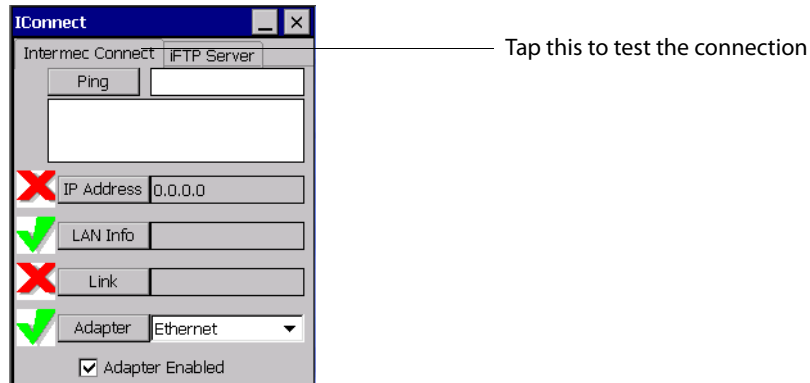 IConnect
Intermec Connect iFTP Server
Tap this to test the connection
Ping
IP Address 0.0.0.0
LAN Info
Link
Adapter Ethernet
Adapter Enabled